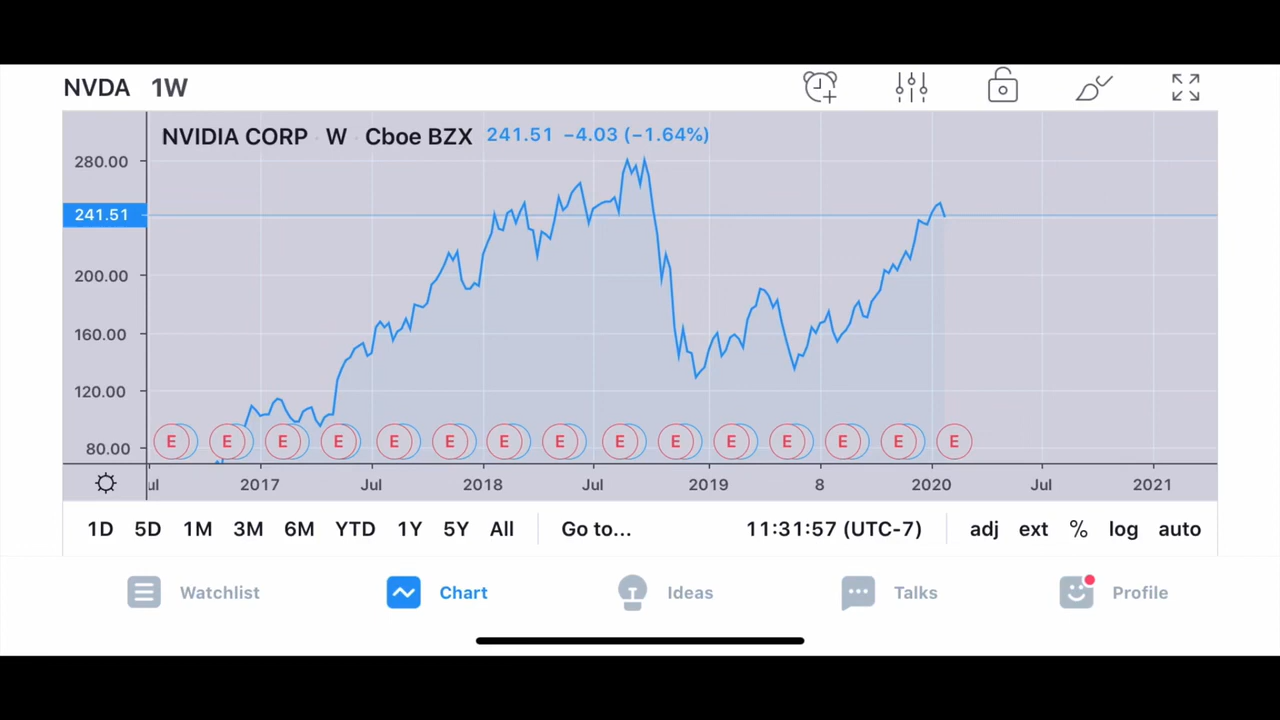 NVDA 1W
NVIDIA CORP · W · Cboe BZX 241.51 −4.03 (−1.64%)
280.00
241.51
200.00
160.00
120.00
E E E E E E E E E E E E E E E
80.00
ul 2017 Jul 2018 Jul 2019 8 2020 Jul 2021
1D 5D 1M 3M 6M YTD 1Y 5Y All Go to... 11:31:57 (UTC-7) adj ext % log auto
Watchlist Chart Ideas Talks Profile